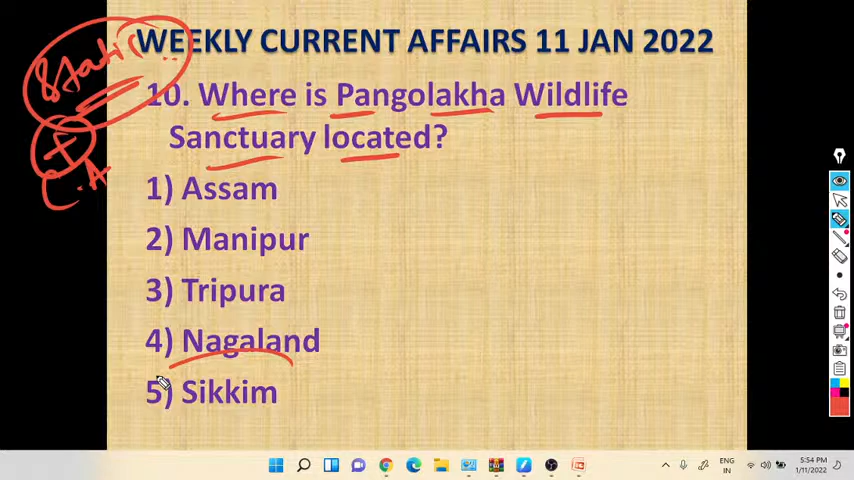 WEEKLY CURRENT AFFAIRS 11 JAN 2022
Static
+
C.A
10. Where is Pangolakha Wildlife
Sanctuary located?
1) Assam
2) Manipur
3) Tripura
4) Nagaland
5) Sikkim
ENG
IN
5:54 PM
1/11/2022